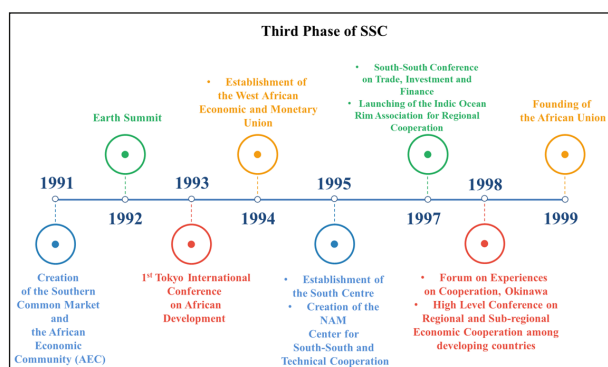 Third Phase of SSC
• South-South Conference
on Trade, Investment and
Finance
• Launching of the Indic Ocean
Rim Association for Regional
Cooperation
• Establishment of
the West African
Economic and Monetary
Union
Founding of
the African Union
Earth Summit
1991
1993
1995
1998
1992
1994
1997
1999
Creation
of the Southern
Common Market
and
the African
Economic
Community (AEC)
1st Tokyo International
Conference
on African
Development
• Establishment of
the South Centre
• Creation of the
NAM
Center for
South-South and
Technical Cooperation
• Forum on Experiences
on Cooperation, Okinawa
• High Level Conference on
Regional and Sub-regional
Economic Cooperation among
developing countries